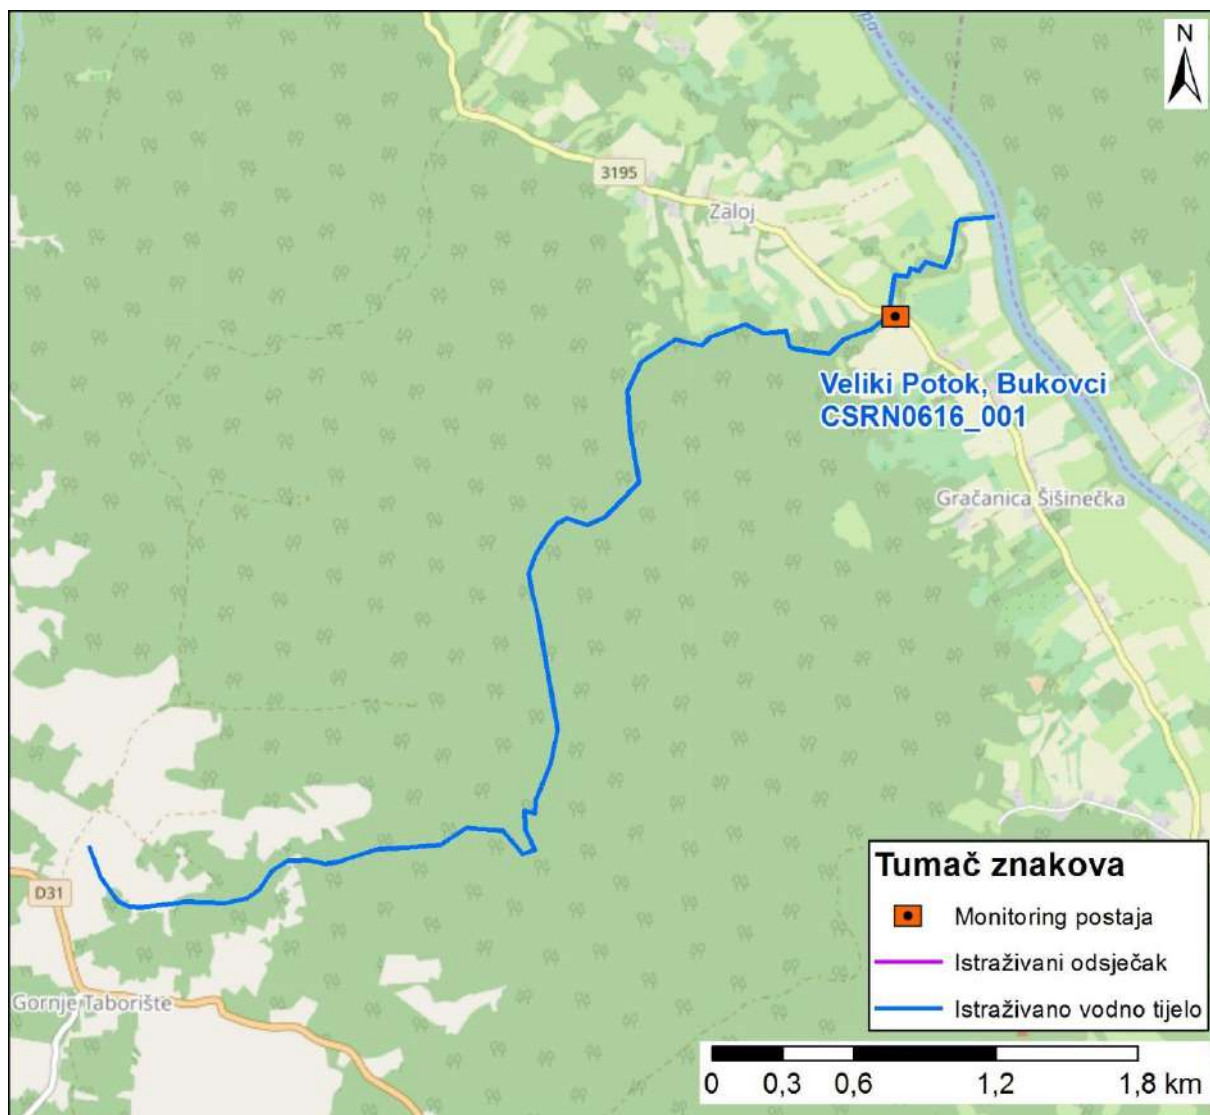 pa
N
3195
Zaloj
Veliki Potok, Bukovci
CSRN0616_001
Gračanica Šišinečka
D31
Gornje Taborište
Tumač znakova
Monitoring postaja
Istraživani odsječak
Istraživano vodno tijelo
0 0,3 0,6 1,2 1,8 km